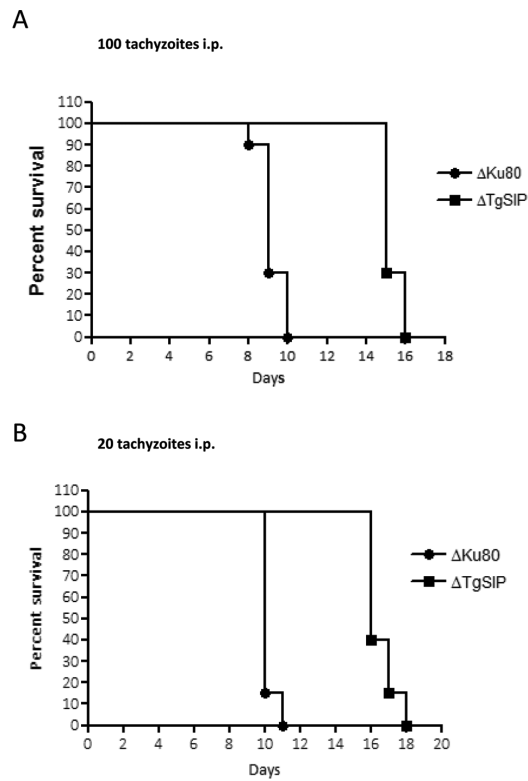 A
100 tachyzoites i.p.
110
100
90
80
70
60
50
40
30
20
10
0
Percent survival
0 2 4 6 8 10 12 14 16 18
Days
ΔKu80
ΔTgSIP
B
20 tachyzoites i.p.
110
100
90
80
70
60
50
40
30
20
10
0
Percent survival
0 2 4 6 8 10 12 14 16 18 20
Days
ΔKu80
ΔTgSIP